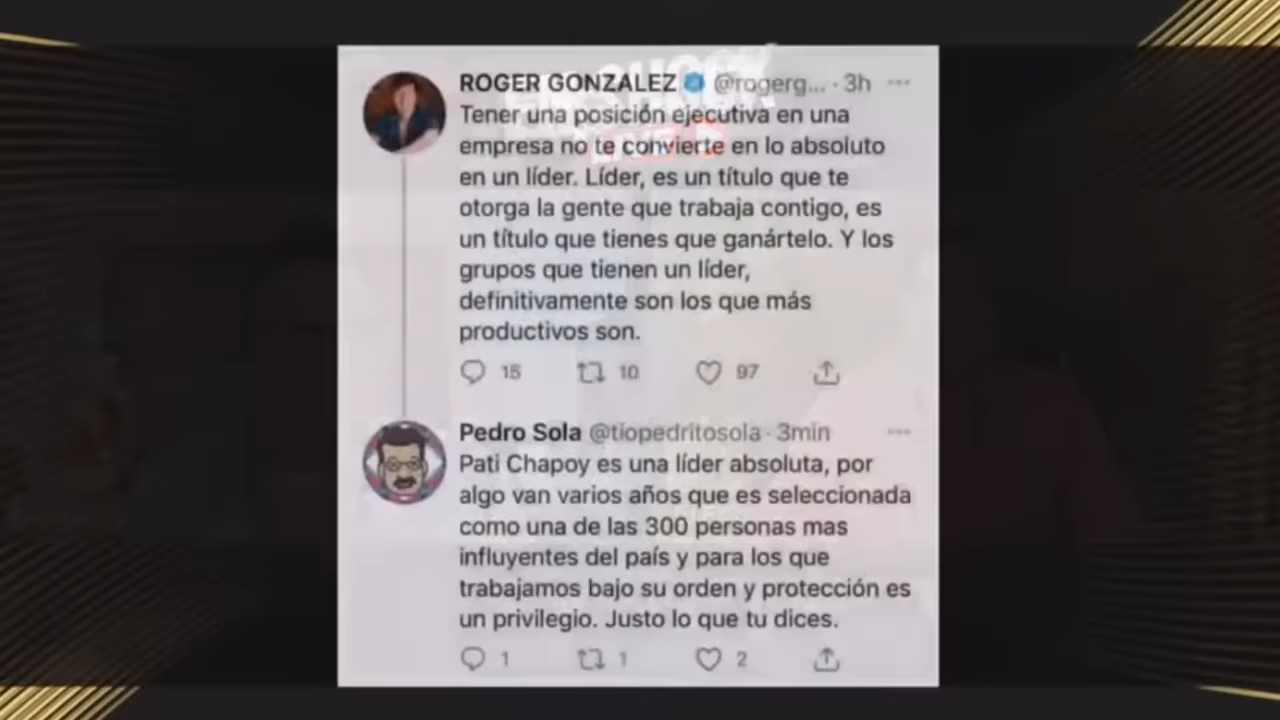 ROGER GONZALEZ @rogerg... · 3h
Tener una posición ejecutiva en una
empresa no te convierte en lo absoluto
en un líder. Líder, es un título que te
otorga la gente que trabaja contigo, es
un título que tienes que ganártelo. Y los
grupos que tienen un líder,
definitivamente son los que más
productivos son.
15 10 97
Pedro Sola @tiopedritosola · 3min
Pati Chapoy es una líder absoluta, por
algo van varios años que es seleccionada
como una de las 300 personas mas
influyentes del país y para los que
trabajamos bajo su orden y protección es
un privilegio. Justo lo que tu dices.
1 1 2